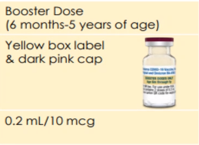 Booster Dose
(6 months-5 years of age)
Yellow box label
& dark pink cap
0.2 mL/10 mcg